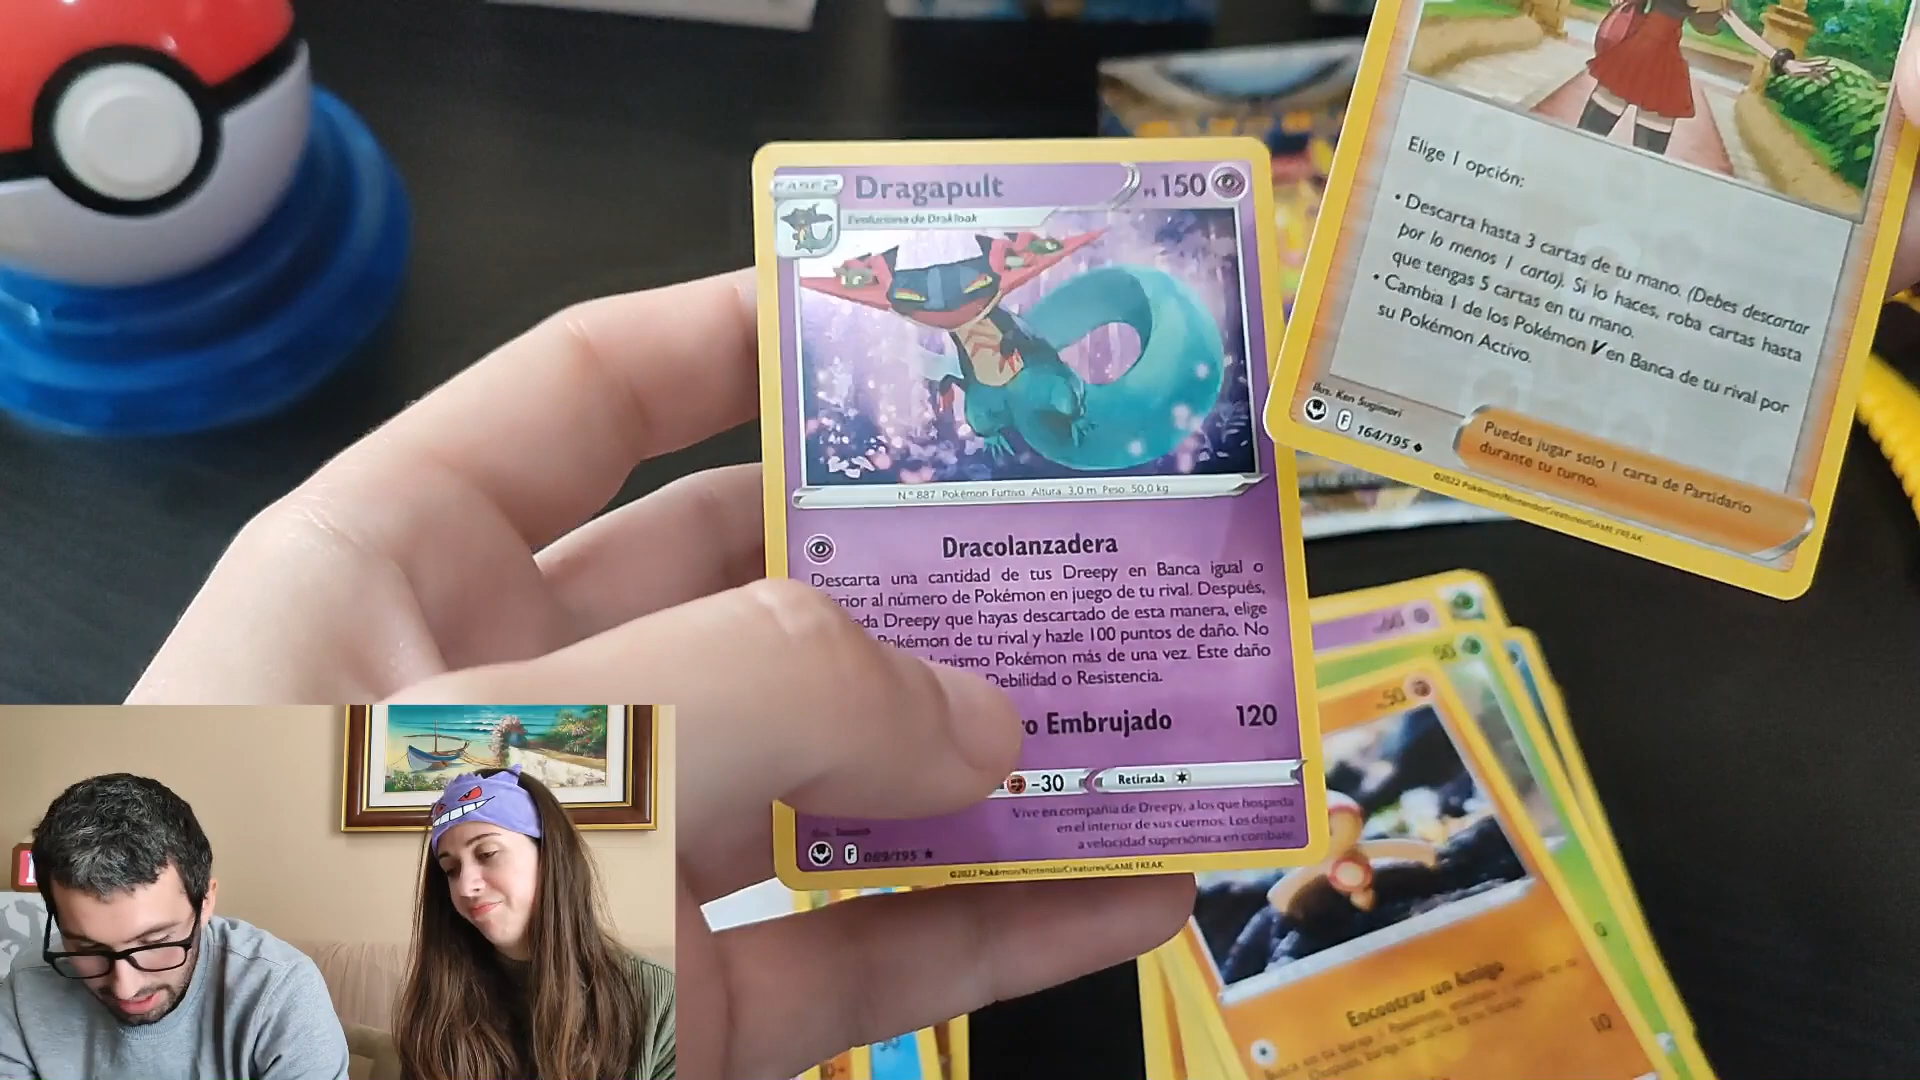 FASE 2 Dragapult PS 150
Evoluciona de Drakloak
N.º 887 Pokémon Furtivo Altura: 3,0 m Peso: 50,0 kg
Dracolanzadera
Descarta una cantidad de tus Dreepy en Banca igual o
rior al número de Pokémon en juego de tu rival. Después,
da Dreepy que hayas descartado de esta manera, elige
Pokémon de tu rival y hazle 100 puntos de daño. No
mismo Pokémon más de una vez. Este daño
Debilidad o Resistencia.
o Embrujado 120
-30 Retirada
Vive en compañía de Dreepy, a los que hospeda
en el interior de sus cuernos. Los dispara
a velocidad supersónica en combate.
F 089/195 ★
©2022 Pokémon/Nintendo/Creatures/GAME FREAK
Elige 1 opción:
• Descarta hasta 3 cartas de tu mano. (Debes descartar
por lo menos 1 carta). Si lo haces, roba cartas hasta
que tengas 5 cartas en tu mano.
• Cambia 1 de los Pokémon V en Banca de tu rival por
su Pokémon Activo.
Ilus. Ken Sugimori
F 164/195 ◆
Puedes jugar solo 1 carta de Partidario
durante tu turno.
©2022 Pokémon/Nintendo/Creatures/GAME FREAK
60
50
50
Encontrar un Amigo
10